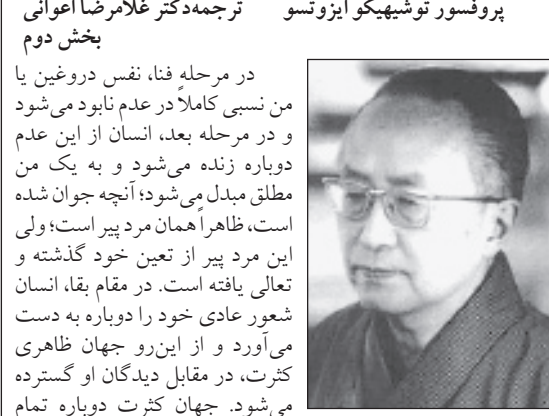 پروفسور توشیهیکو ایزوتسو ترجمه‌دکتر غلامرضا اعوانی
بخش دوم
در مرحله فنا، نفس دروغین یا
من نسبی کاملاً در عدم نابود می‌شود
و در مرحله بعد، انسان از این عدم
دوباره زنده می‌شود و به یک من
مطلق مبدل می‌شود؛ آنچه جوان شده
است، ظاهراً همان مرد پیر است؛ ولی
این مرد پیر از تعین خود گذشته و
تعالی یافته است. در مقام بقا، انسان
شعور عادی خود را دوباره به دست
می‌آورد و از این‌رو جهان ظاهری
کثرت، در مقابل دیدگان او گسترده
می‌شود. جهان کثرت دوباره تمام